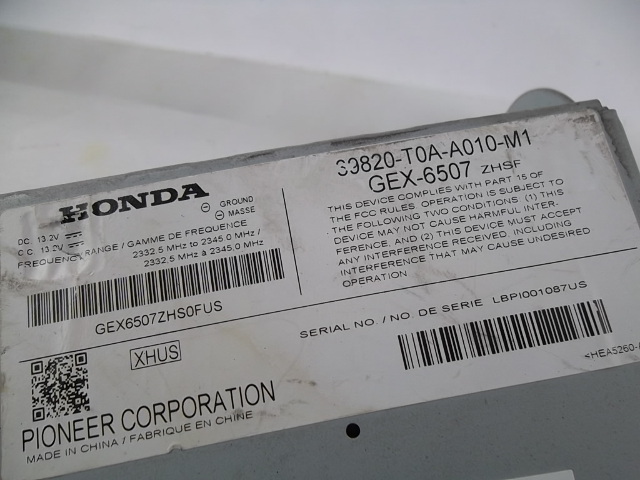 HONDA
GROUND
MASSE
DC. 13.2V
C C 13.2V
FREQUENCY RANGE / GAMME DE FREQUENCE
2332.5 MHz to 2345.0 MHz /
2332.5 MHz à 2345.0 MHz
GEX6507ZHS0FUS
XHUS
PIONEER CORPORATION
MADE IN CHINA / FABRIQUE EN CHINE
39820-T0A-A010-M1
GEX-6507 ZHSF
THIS DEVICE COMPLIES WITH PART 15 OF
THE FCC RULES. OPERATION IS SUBJECT TO
THE FOLLOWING TWO CONDITIONS (1) THIS
DEVICE MAY NOT CAUSE HARMFUL INTER-
FERENCE, AND (2) THIS DEVICE MUST ACCEPT
ANY INTERFERENCE RECEIVED, INCLUDING
INTERFERENCE THAT MAY CAUSE UNDESIRED
OPERATION
SERIAL NO. / NO. DE SERIE LBPI001087US
<HEA5260-